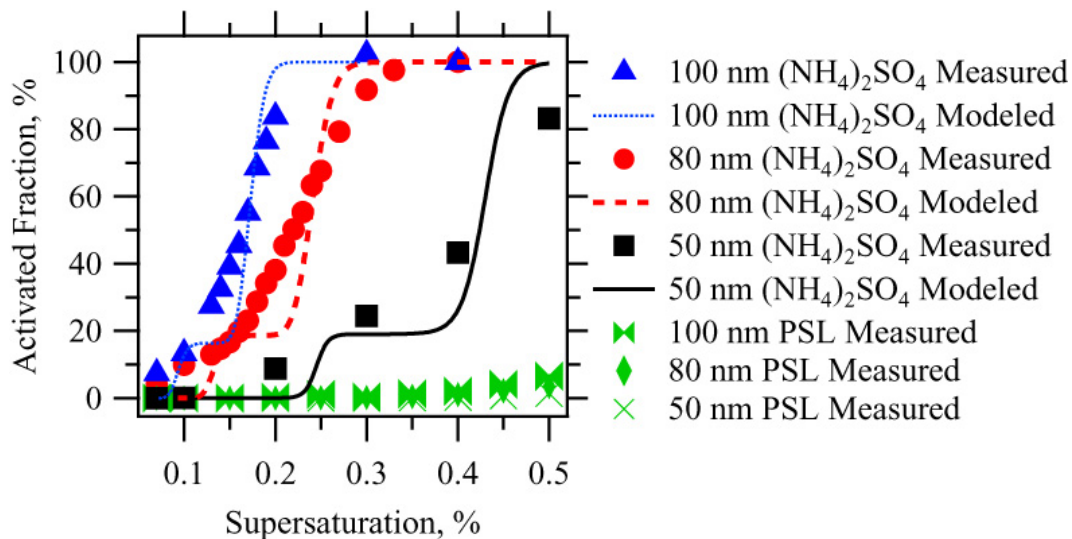 Activated Fraction, %
100
80
60
40
20
0
0.1 0.2 0.3 0.4 0.5
Supersaturation, %
100 nm (NH₄)₂SO₄ Measured
100 nm (NH₄)₂SO₄ Modeled
80 nm (NH₄)₂SO₄ Measured
80 nm (NH₄)₂SO₄ Modeled
50 nm (NH₄)₂SO₄ Measured
50 nm (NH₄)₂SO₄ Modeled
100 nm PSL Measured
80 nm PSL Measured
50 nm PSL Measured